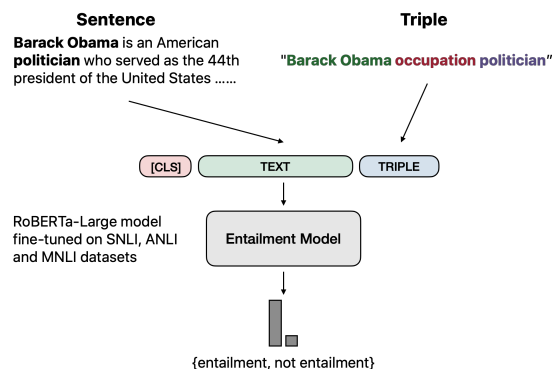 Sentence
Triple
Barack Obama is an American
politician who served as the 44th
president of the United States ......
"Barack Obama occupation politician"
[CLS]
TEXT
TRIPLE
RoBERTa-Large model
fine-tuned on SNLI, ANLI
and MNLI datasets
Entailment Model
{entailment, not entailment}